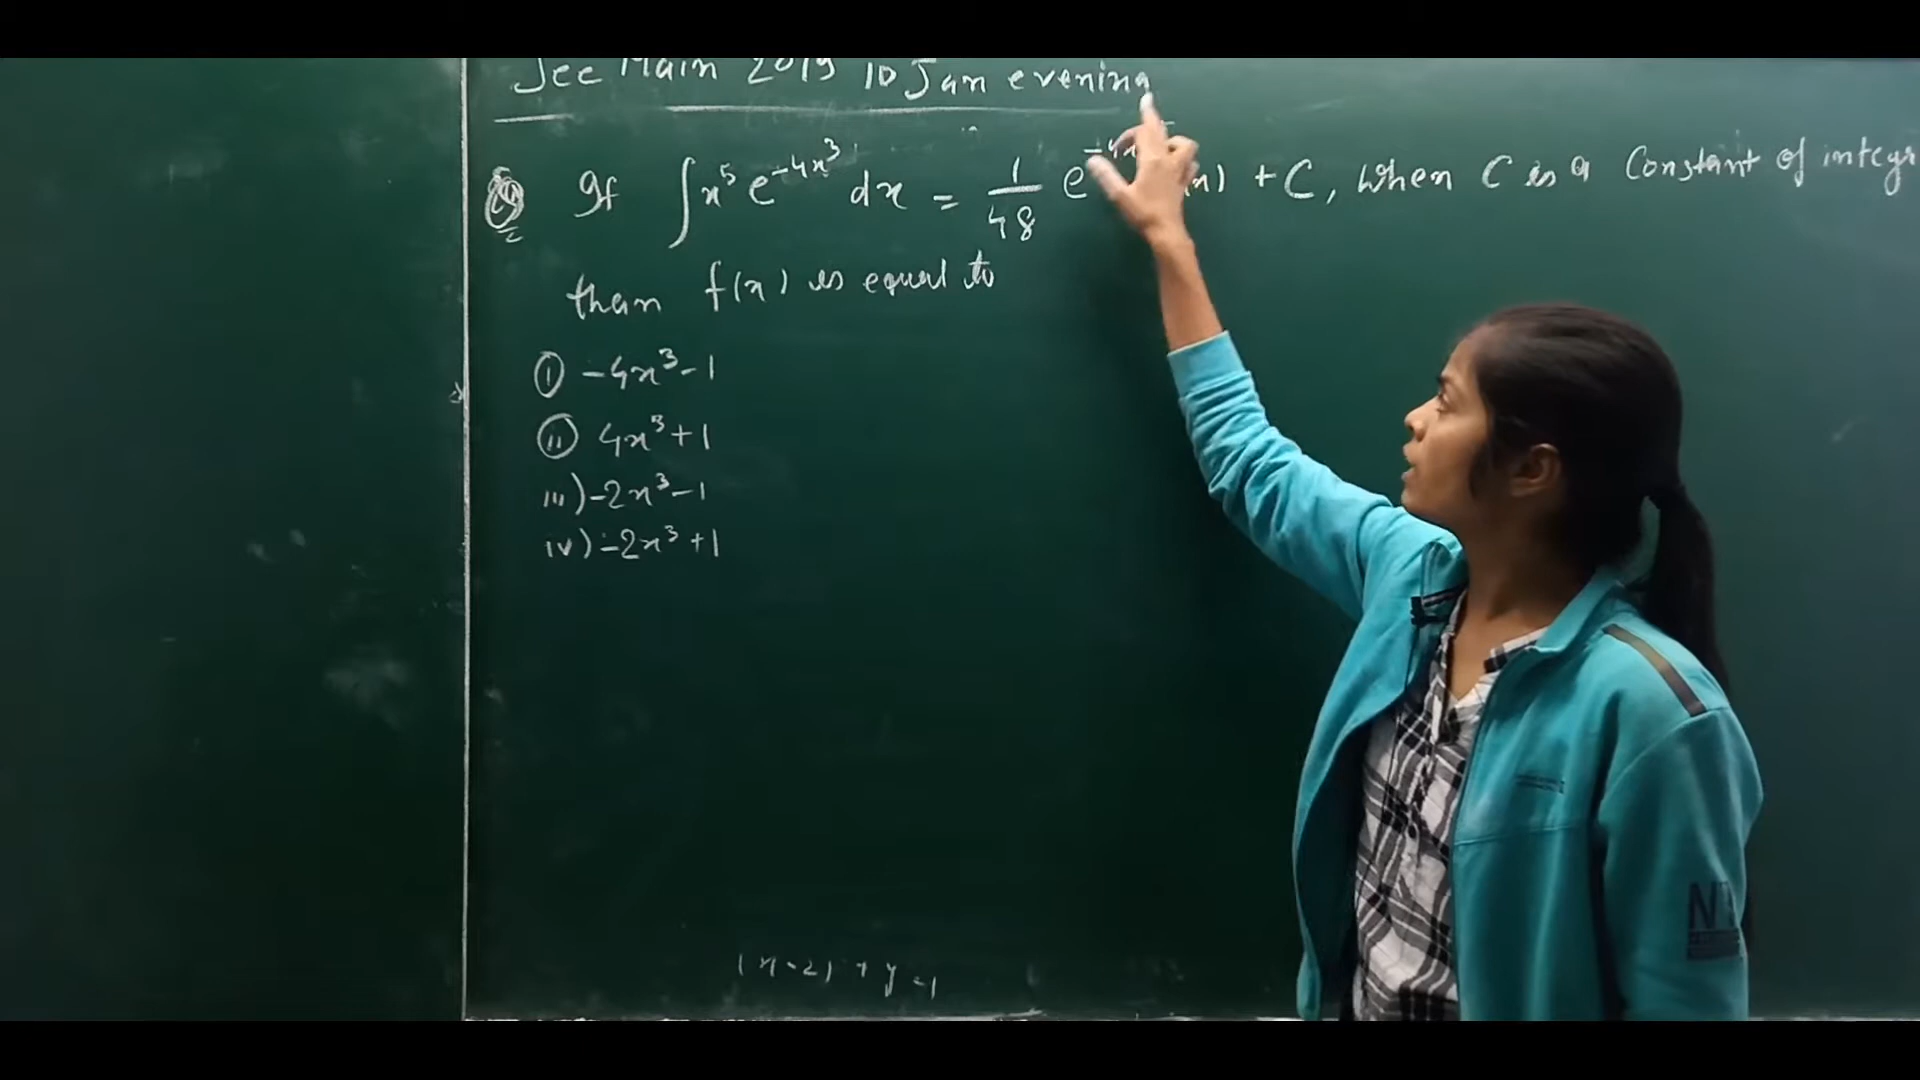 Jee Main 2019 10 Jan evening
Q If ∫x⁵e⁻⁴ˣ³ dx = 1/48 e⁻⁴ˣ (x) + C, when C is a Constant of integr
than f(x) is equal to
(i) -4x³-1
(ii) 4x³+1
iii) -2x³-1
iv) -2x³+1